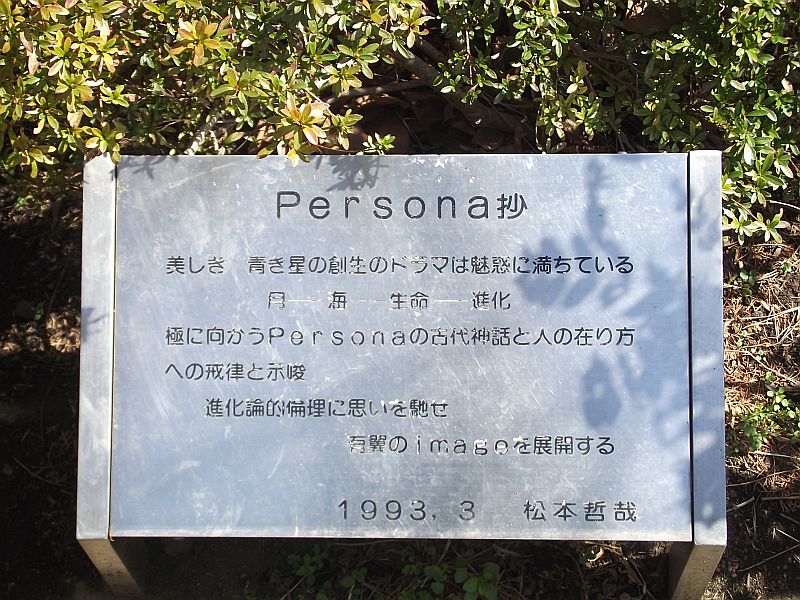 Persona抄
美しき 青き星の創生のドラマは魅惑に満ちている
月――海――生命――進化
極に向かうPersonaの古代神話と人の在り方
への戒律と示唆
進化論的倫理に思いを馳せ
有翼のimageを展開する
1993,3 松本哲哉